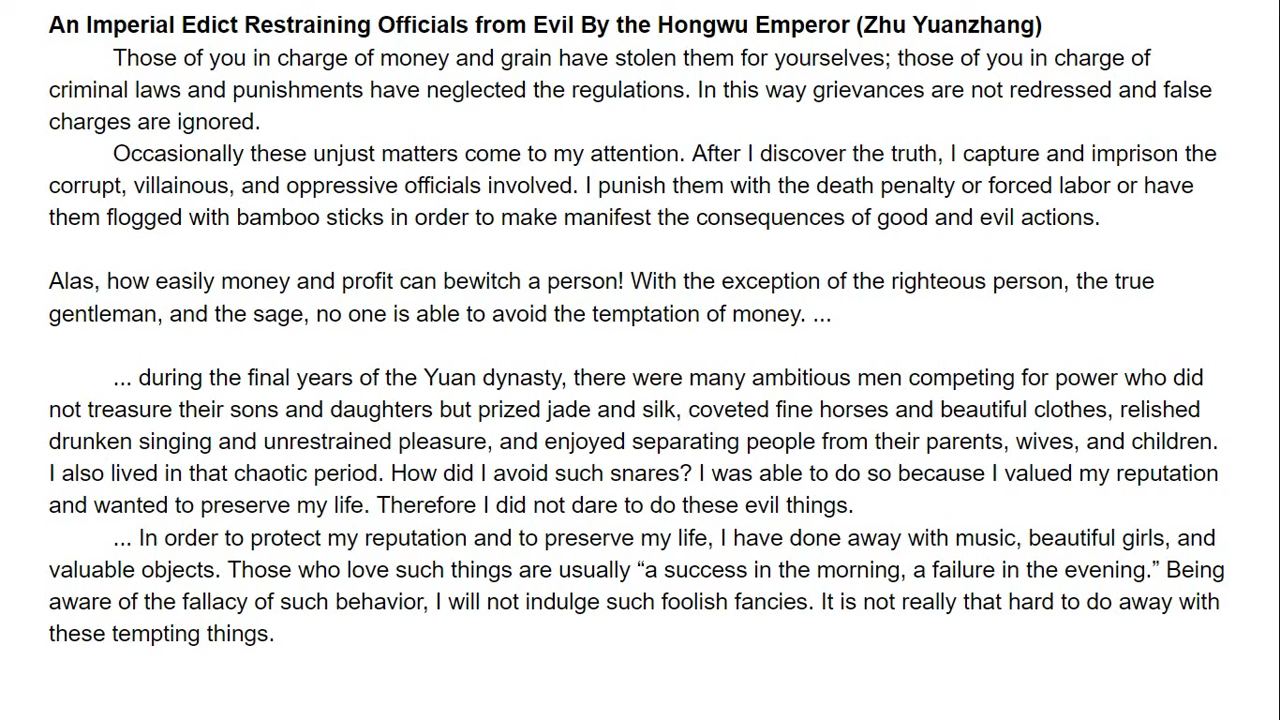 An Imperial Edict Restraining Officials from Evil By the Hongwu Emperor (Zhu Yuanzhang)
Those of you in charge of money and grain have stolen them for yourselves; those of you in charge of
criminal laws and punishments have neglected the regulations. In this way grievances are not redressed and false
charges are ignored.
Occasionally these unjust matters come to my attention. After I discover the truth, I capture and imprison the
corrupt, villainous, and oppressive officials involved. I punish them with the death penalty or forced labor or have
them flogged with bamboo sticks in order to make manifest the consequences of good and evil actions.
Alas, how easily money and profit can bewitch a person! With the exception of the righteous person, the true
gentleman, and the sage, no one is able to avoid the temptation of money. ...
... during the final years of the Yuan dynasty, there were many ambitious men competing for power who did
not treasure their sons and daughters but prized jade and silk, coveted fine horses and beautiful clothes, relished
drunken singing and unrestrained pleasure, and enjoyed separating people from their parents, wives, and children.
I also lived in that chaotic period. How did I avoid such snares? I was able to do so because I valued my reputation
and wanted to preserve my life. Therefore I did not dare to do these evil things.
... In order to protect my reputation and to preserve my life, I have done away with music, beautiful girls, and
valuable objects. Those who love such things are usually “a success in the morning, a failure in the evening.” Being
aware of the fallacy of such behavior, I will not indulge such foolish fancies. It is not really that hard to do away with
these tempting things.